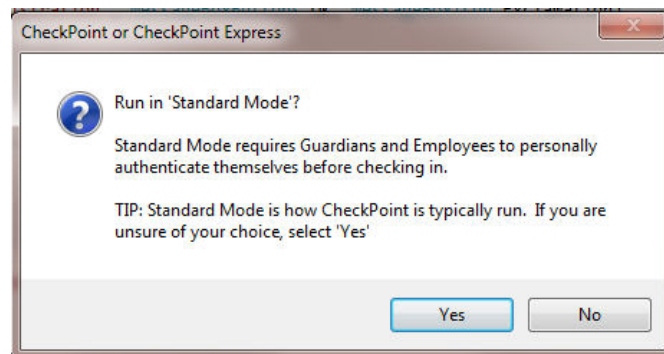 CheckPoint or CheckPoint Express
Run in 'Standard Mode'?
Standard Mode requires Guardians and Employees to personally
authenticate themselves before checking in.
TIP: Standard Mode is how CheckPoint is typically run.  If you are
unsure of your choice, select 'Yes'
Yes
No